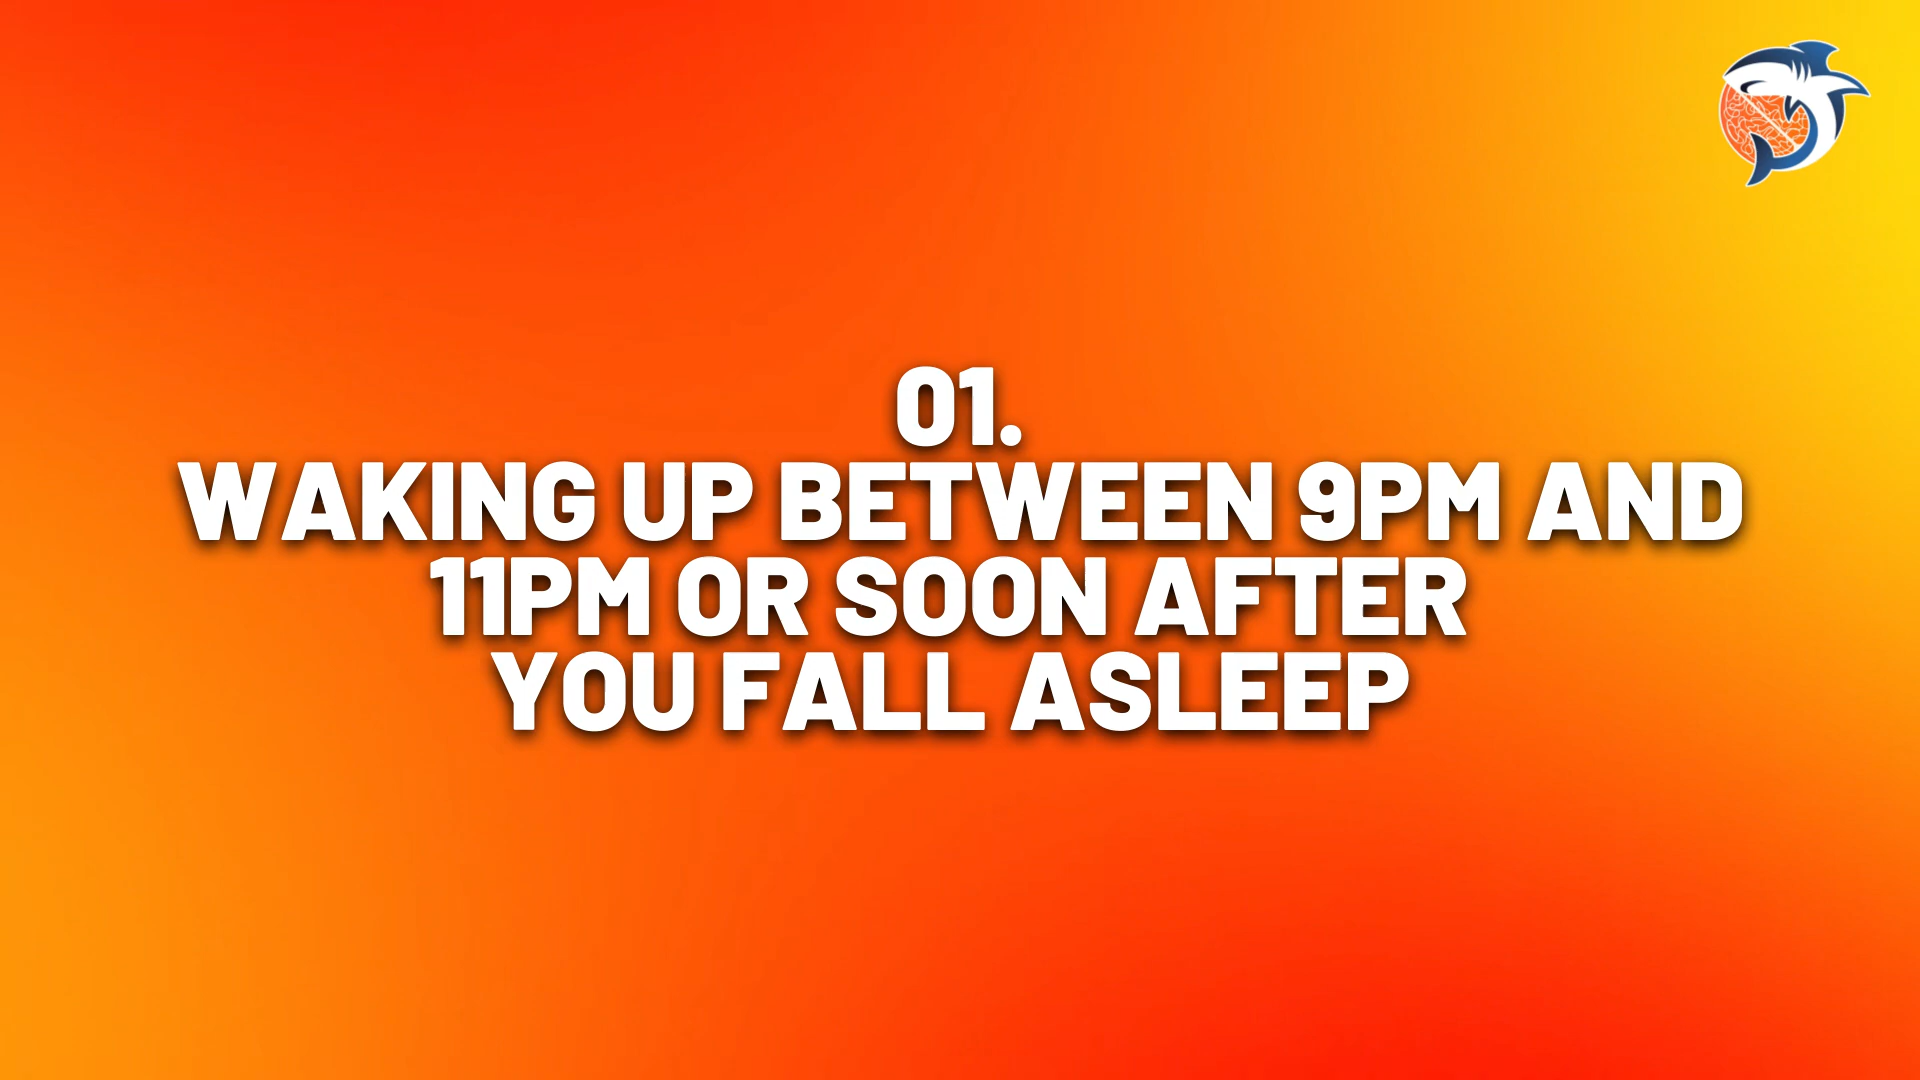 01.
WAKING UP BETWEEN 9PM AND
11PM OR SOON AFTER
YOU FALL ASLEEP